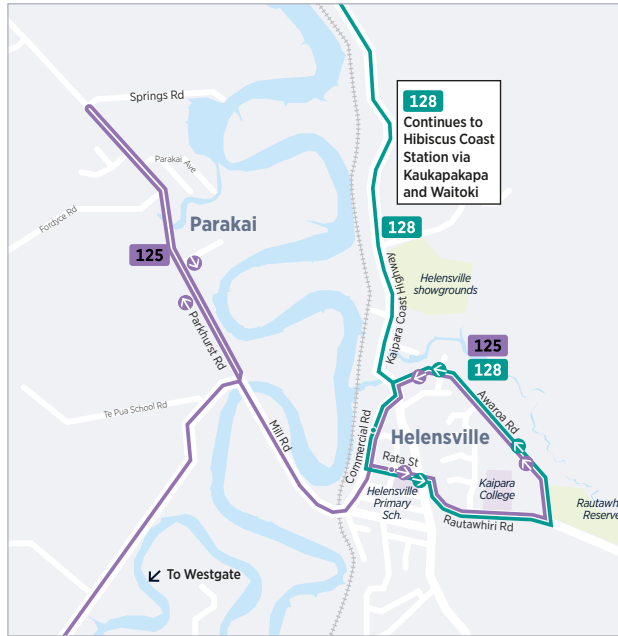 Springs Rd
128
Continues to
Hibiscus Coast
Station via
Kaukapakapa
and Waitoki
Parakai
Ave
Fordyce Rd
Parakai
128
125
Kaipara Coast Highway
Helensville
showgrounds
Parkhurst Rd
125
128
Te Pua School Rd
Mill Rd
Commercial Rd
Awaroa Rd
Helensville
Rata St
Helensville
Primary
Sch.
Kaipara
College
Rautawhiri Rd
Rautawhi
Reserve
To Westgate